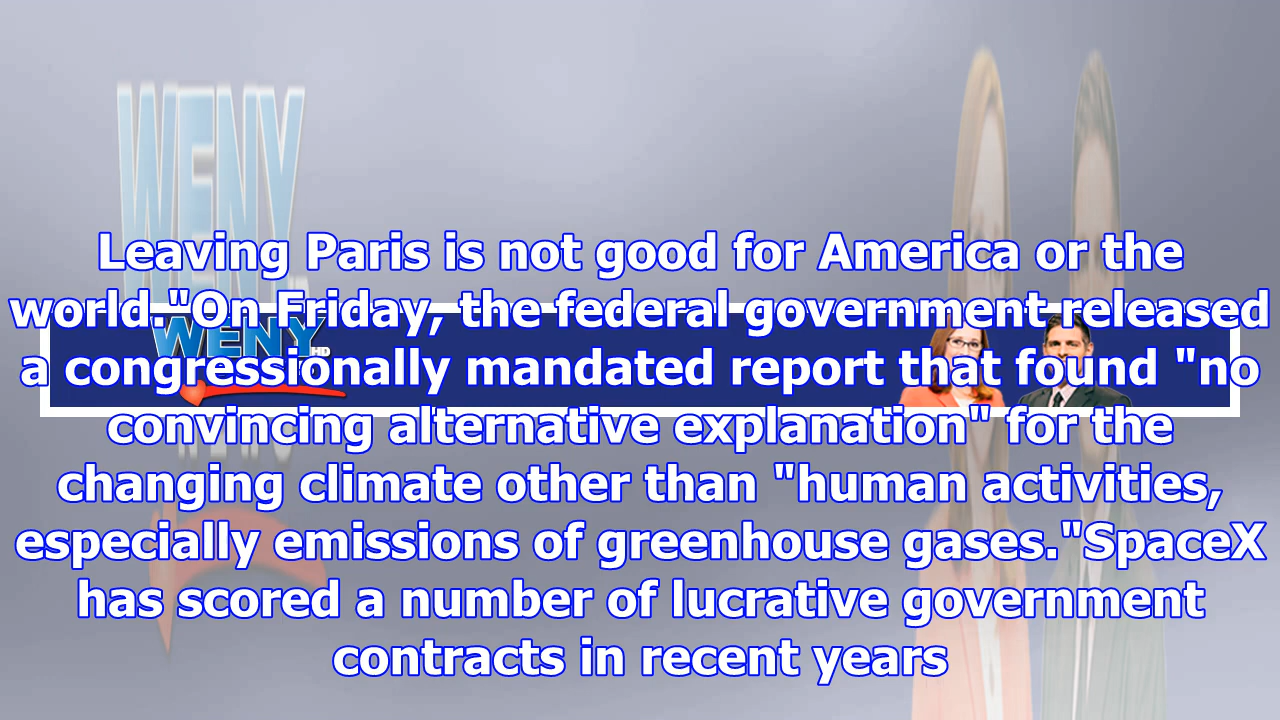 WENY
Leaving Paris is not good for America or the
world."On Friday, the federal government released
WENY
HD
a congressionally mandated report that found "no
convincing alternative explanation" for the
changing climate other than "human activities,
especially emissions of greenhouse gases."SpaceX
has scored a number of lucrative government
contracts in recent years